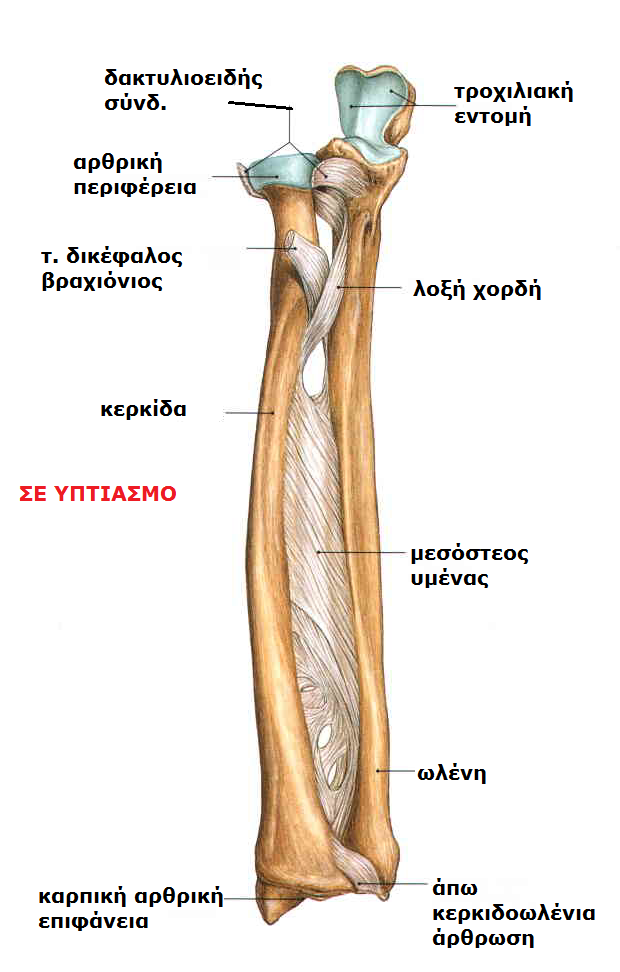 δακτυλιοειδής
σύνδ.
τροχιλιακή
εντομή
αρθρική
περιφέρεια
τ. δικέφαλος
βραχιόνιος
λοξή χορδή
κερκίδα
ΣΕ ΥΠΤΙΑΣΜΟ
μεσόστεος
υμένας
ωλένη
καρπική αρθρική
επιφάνεια
άπω
κερκιδοωλένια
άρθρωση